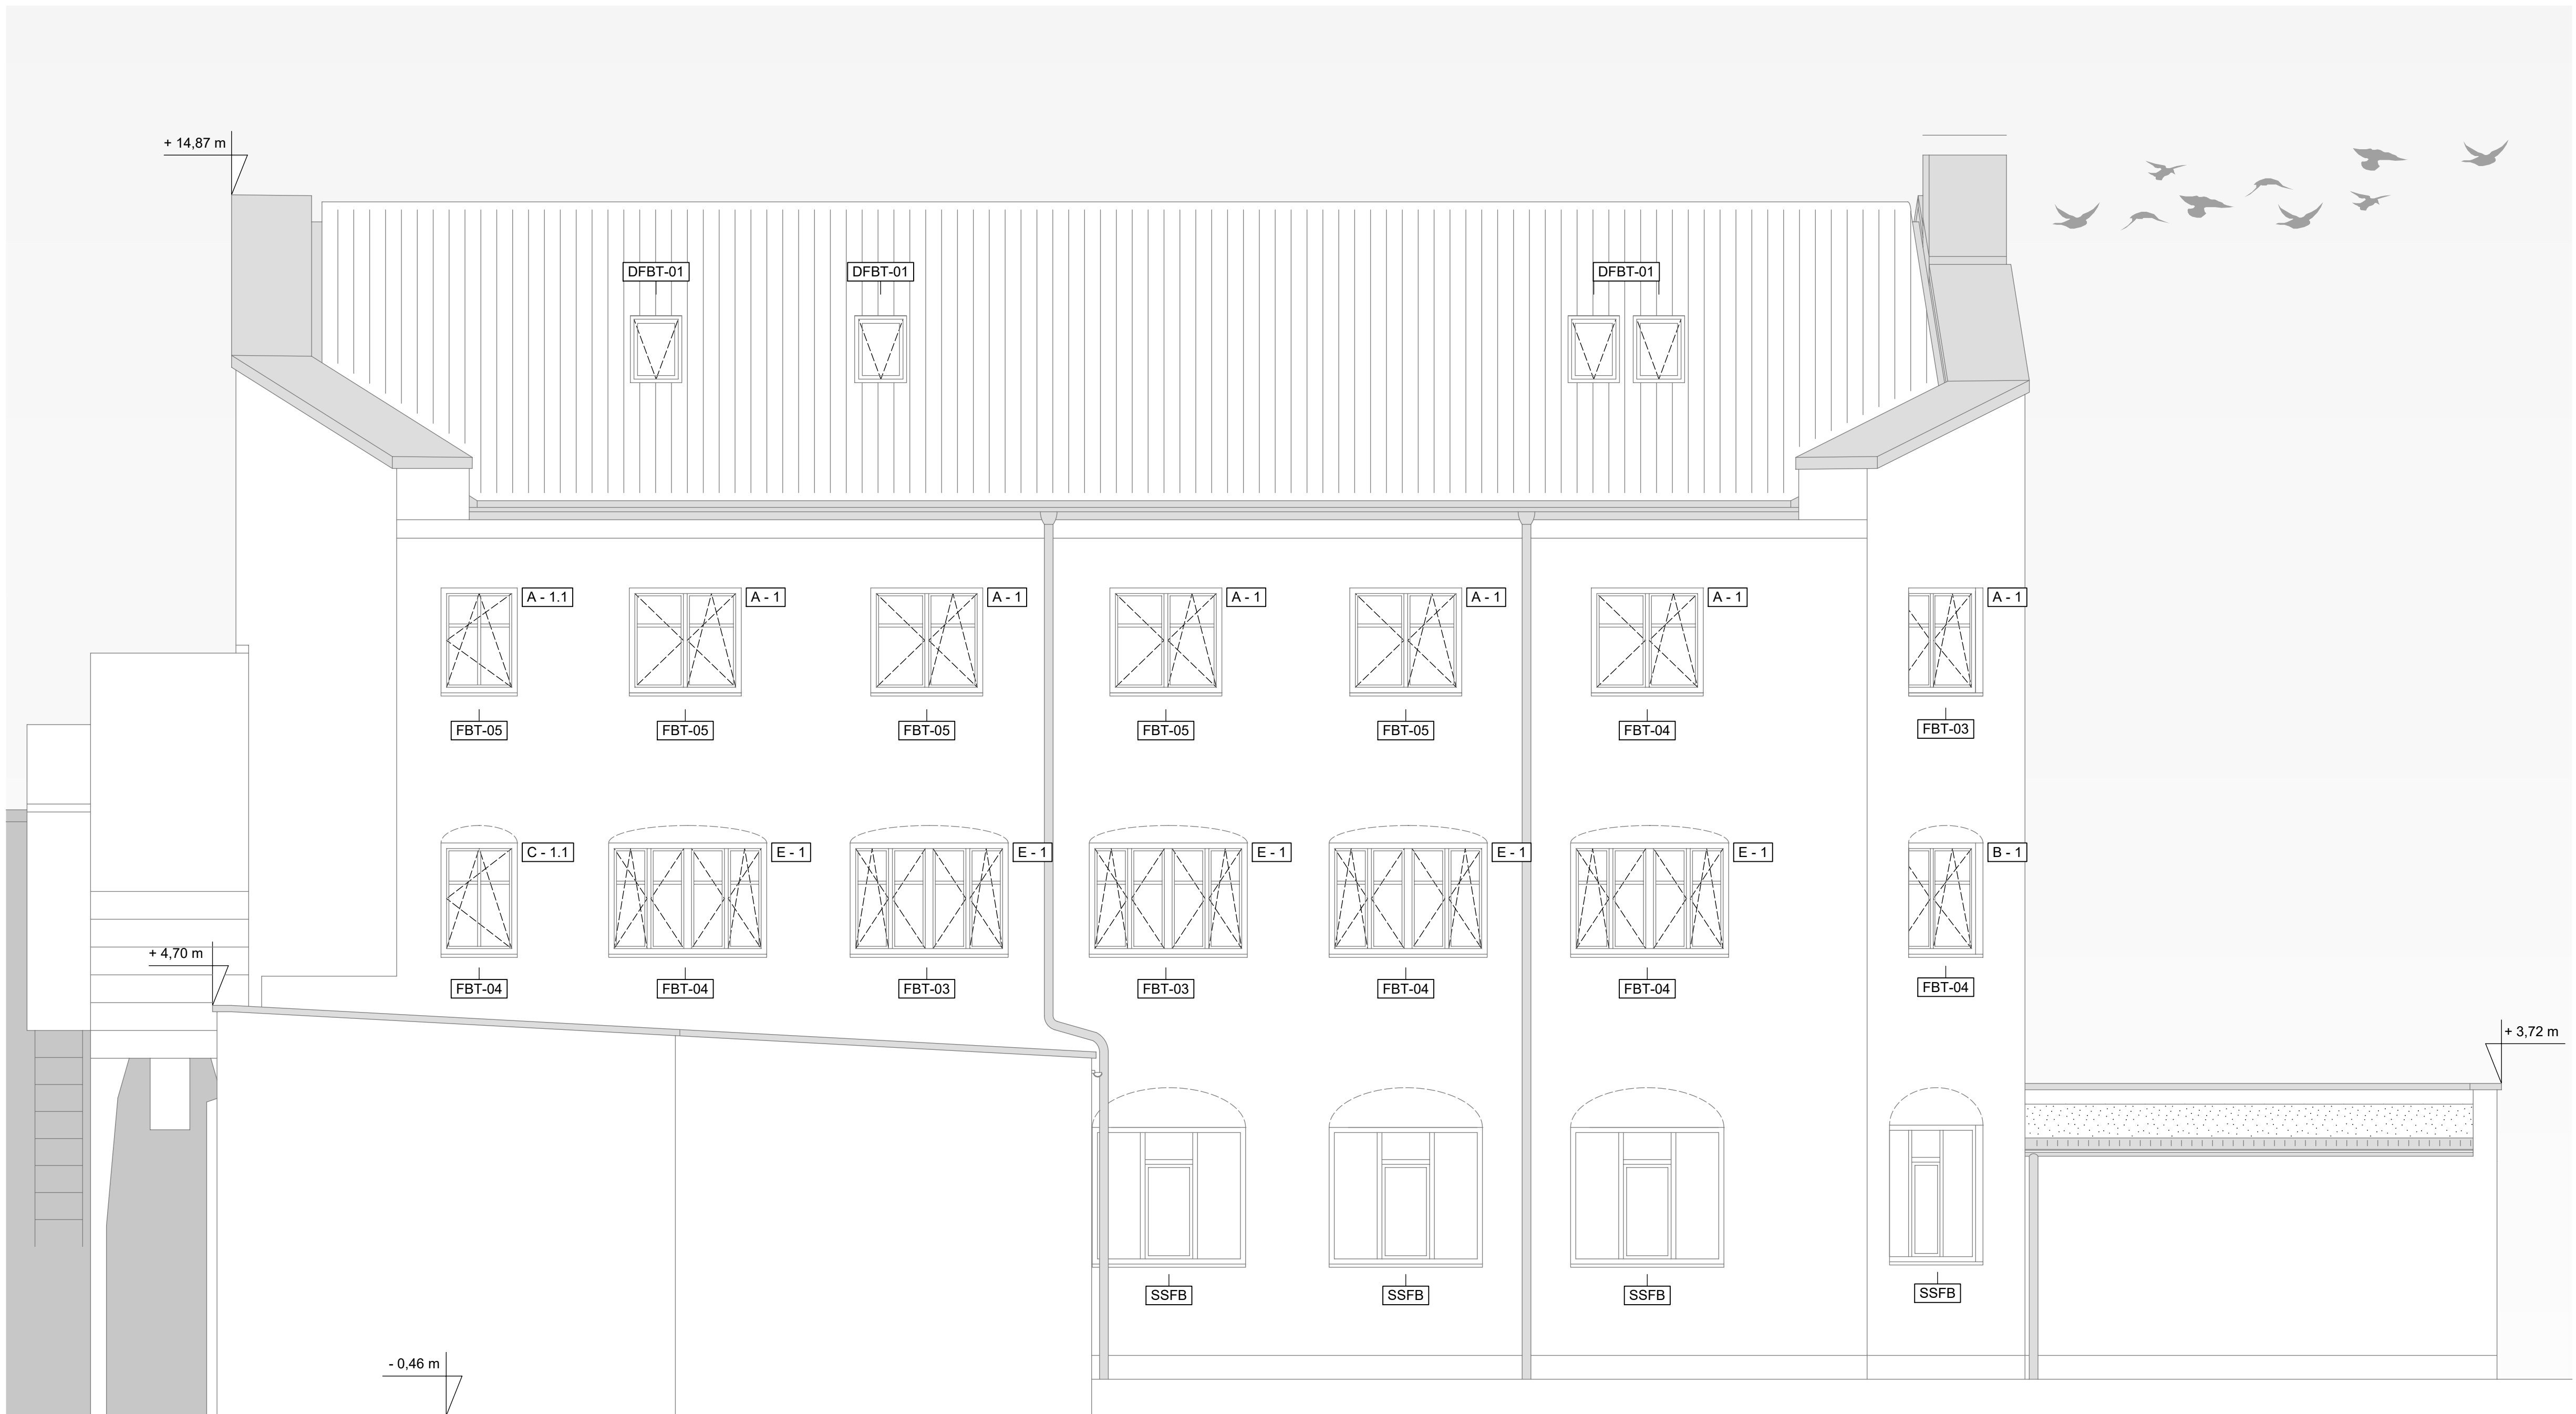 + 14,87 m
DFBT-01
DFBT-01
DFBT-01
A - 1.1
A - 1
A - 1
A - 1
A - 1
A - 1
A - 1
FBT-05
FBT-05
FBT-05
FBT-05
FBT-05
FBT-04
FBT-03
C - 1.1
E - 1
E - 1
E - 1
E - 1
E - 1
B - 1
+ 4,70 m
FBT-04
FBT-04
FBT-03
FBT-03
FBT-04
FBT-04
FBT-04
+ 3,72 m
SSFB
SSFB
SSFB
SSFB
- 0,46 m